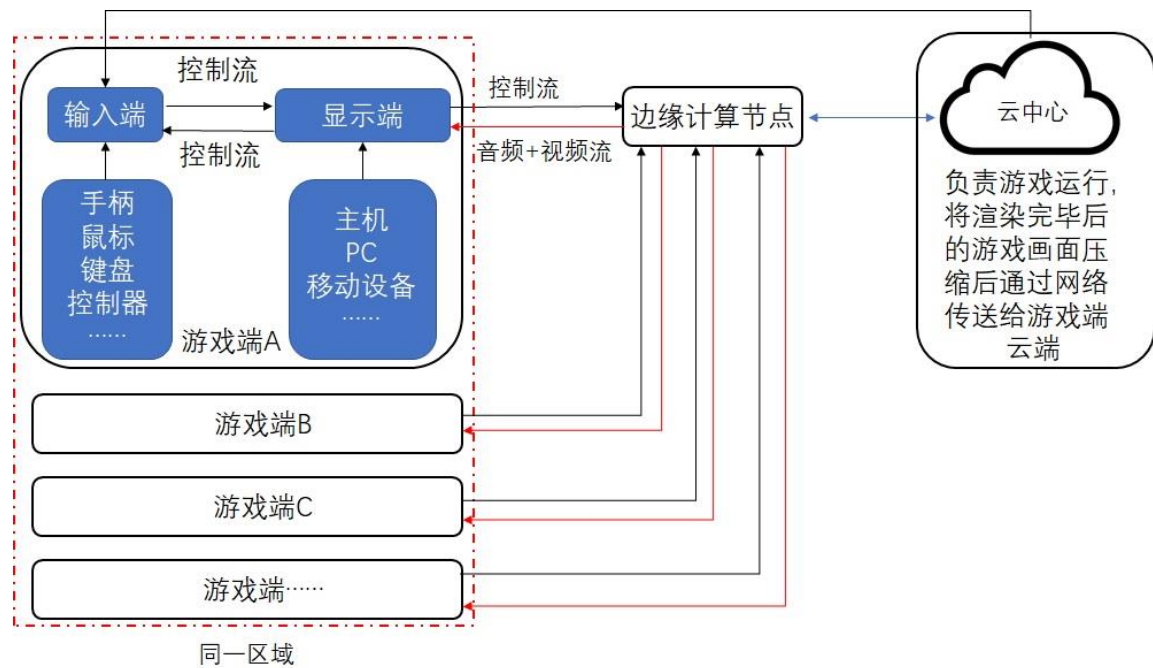 控制流
输入端
显示端
控制流
手柄
鼠标
键盘
控制器
……
主机
PC
移动设备
……
游戏端A
控制流
音频+视频流
边缘计算节点
云中心
负责游戏运行,
将渲染完毕后
的游戏画面压
缩后通过网络
传送给游戏端
云端
游戏端B
游戏端C
游戏端……
同一区域